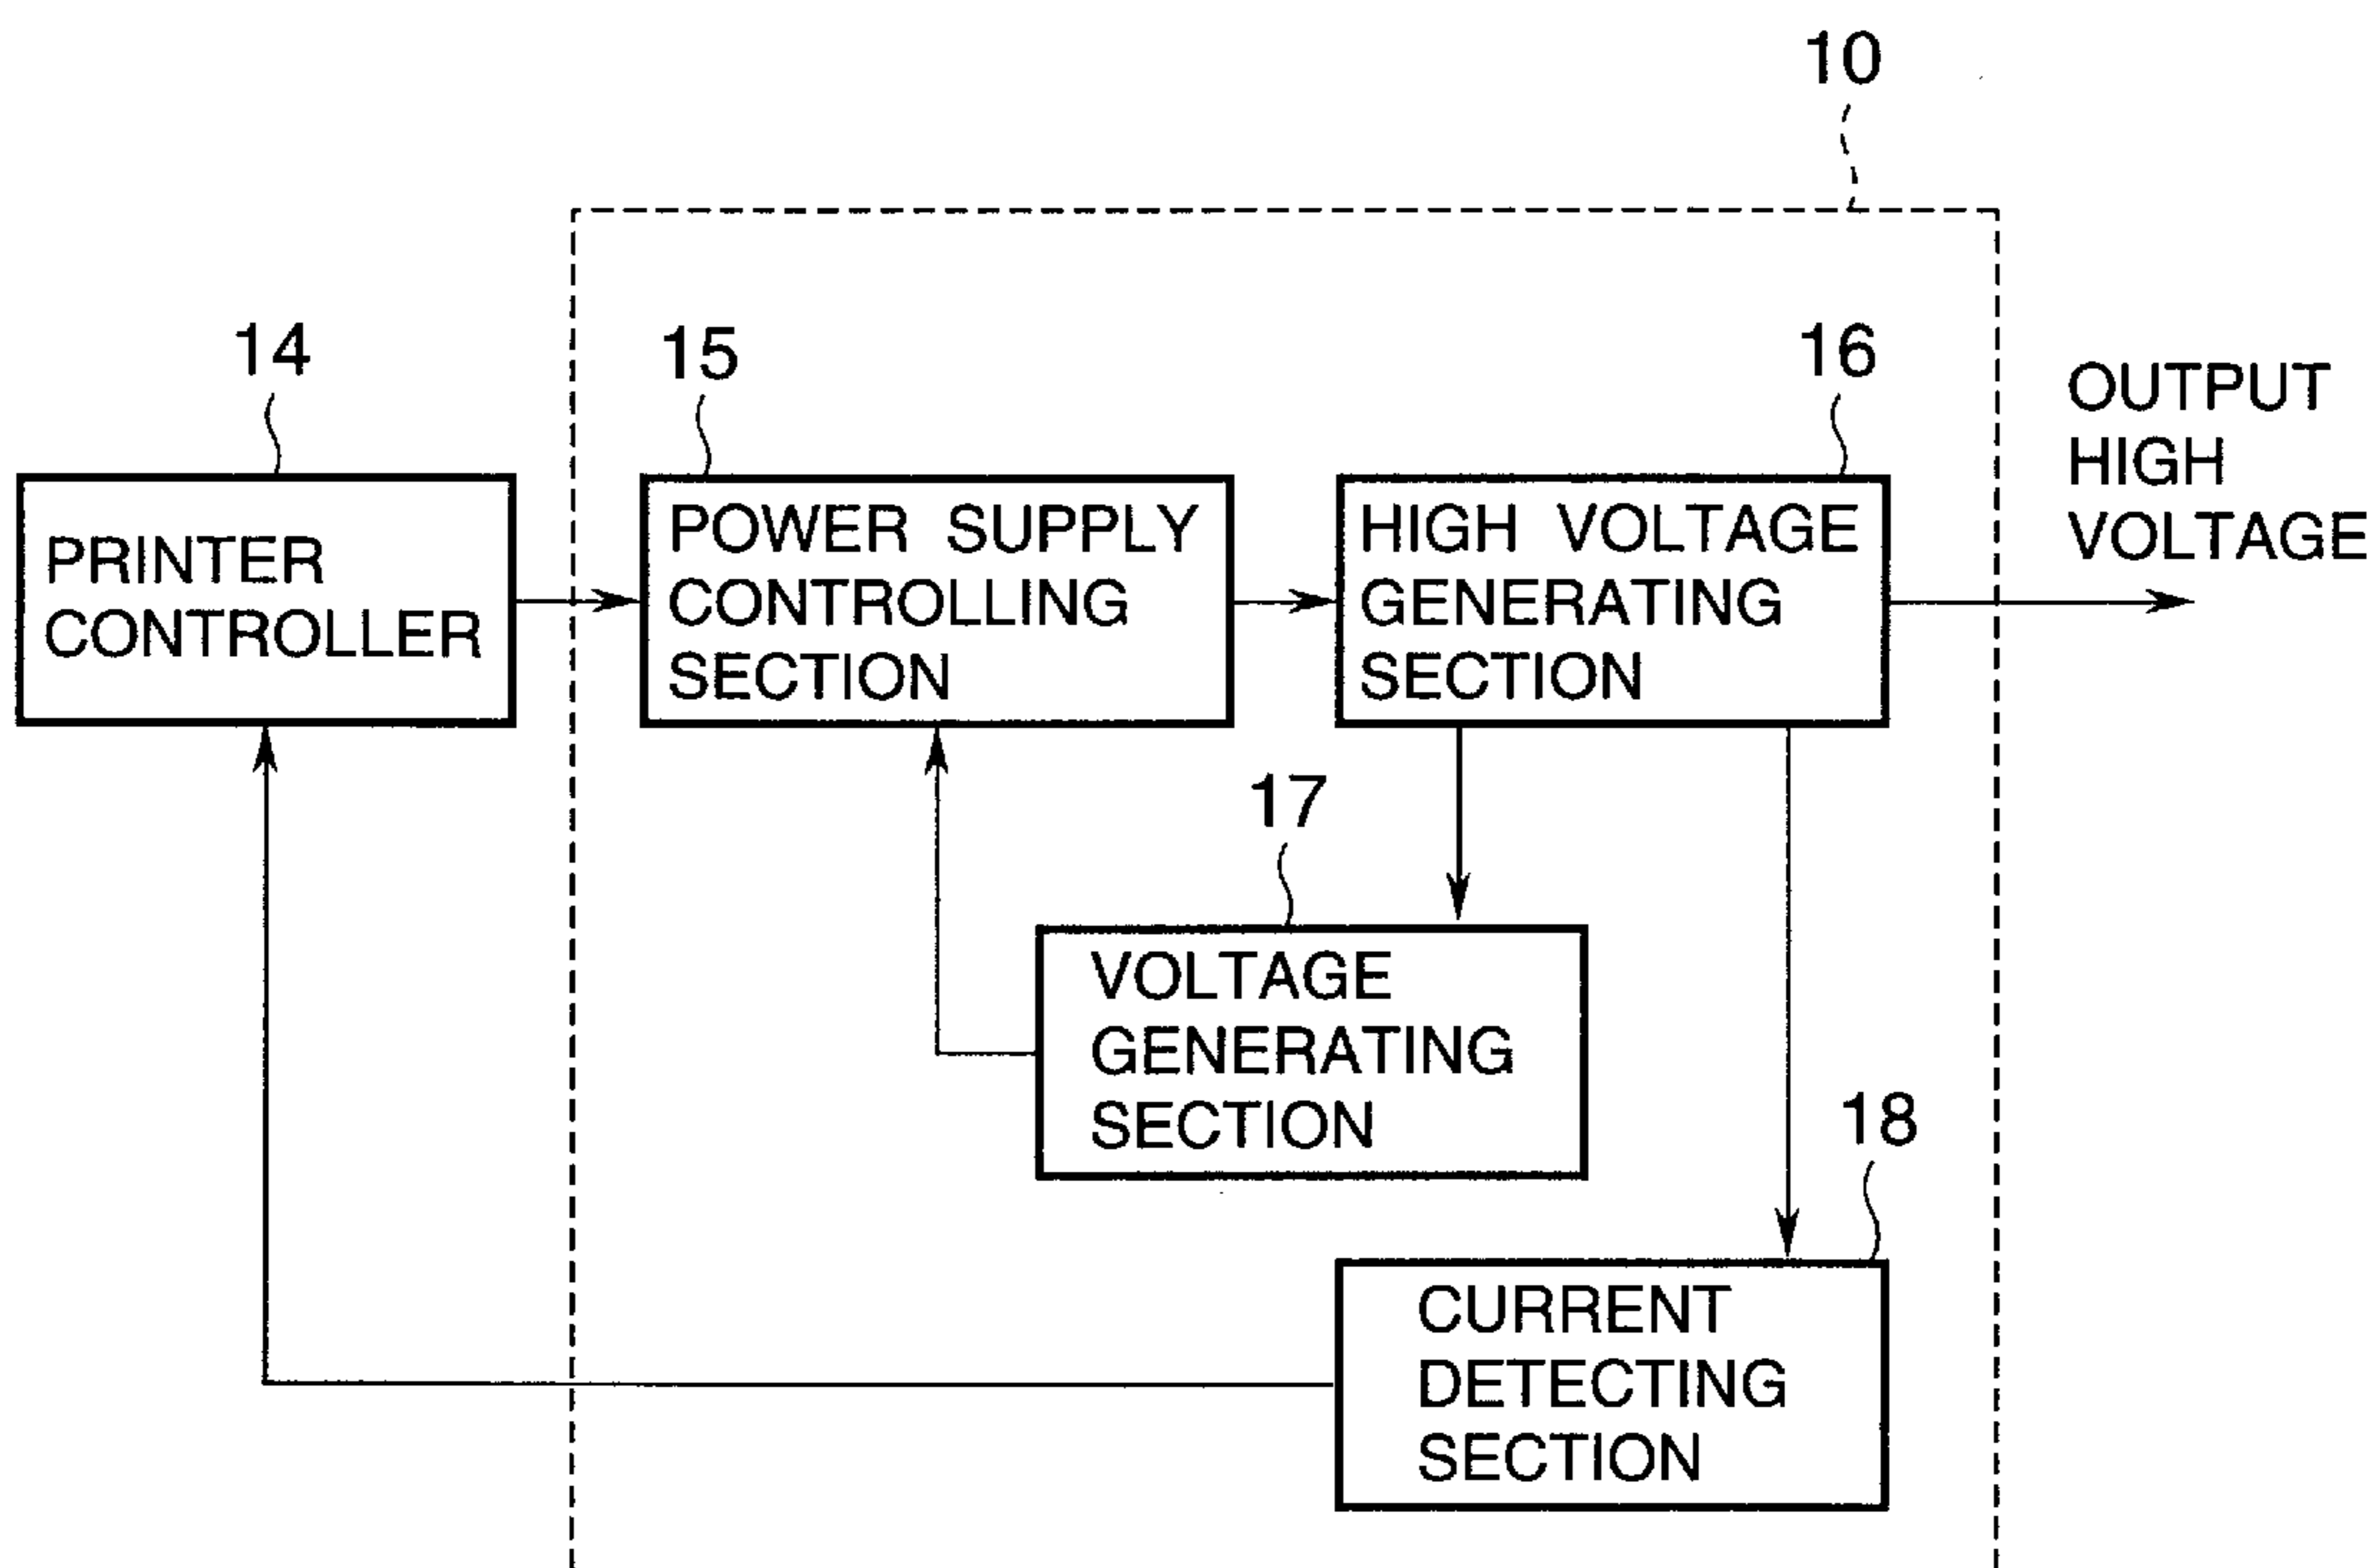 10
14
15
16
OUTPUT
HIGH
VOLTAGE
PRINTER
CONTROLLER
POWER SUPPLY
CONTROLLING
SECTION
HIGH VOLTAGE
GENERATING
SECTION
17
VOLTAGE
GENERATING
SECTION
18
CURRENT
DETECTING
SECTION